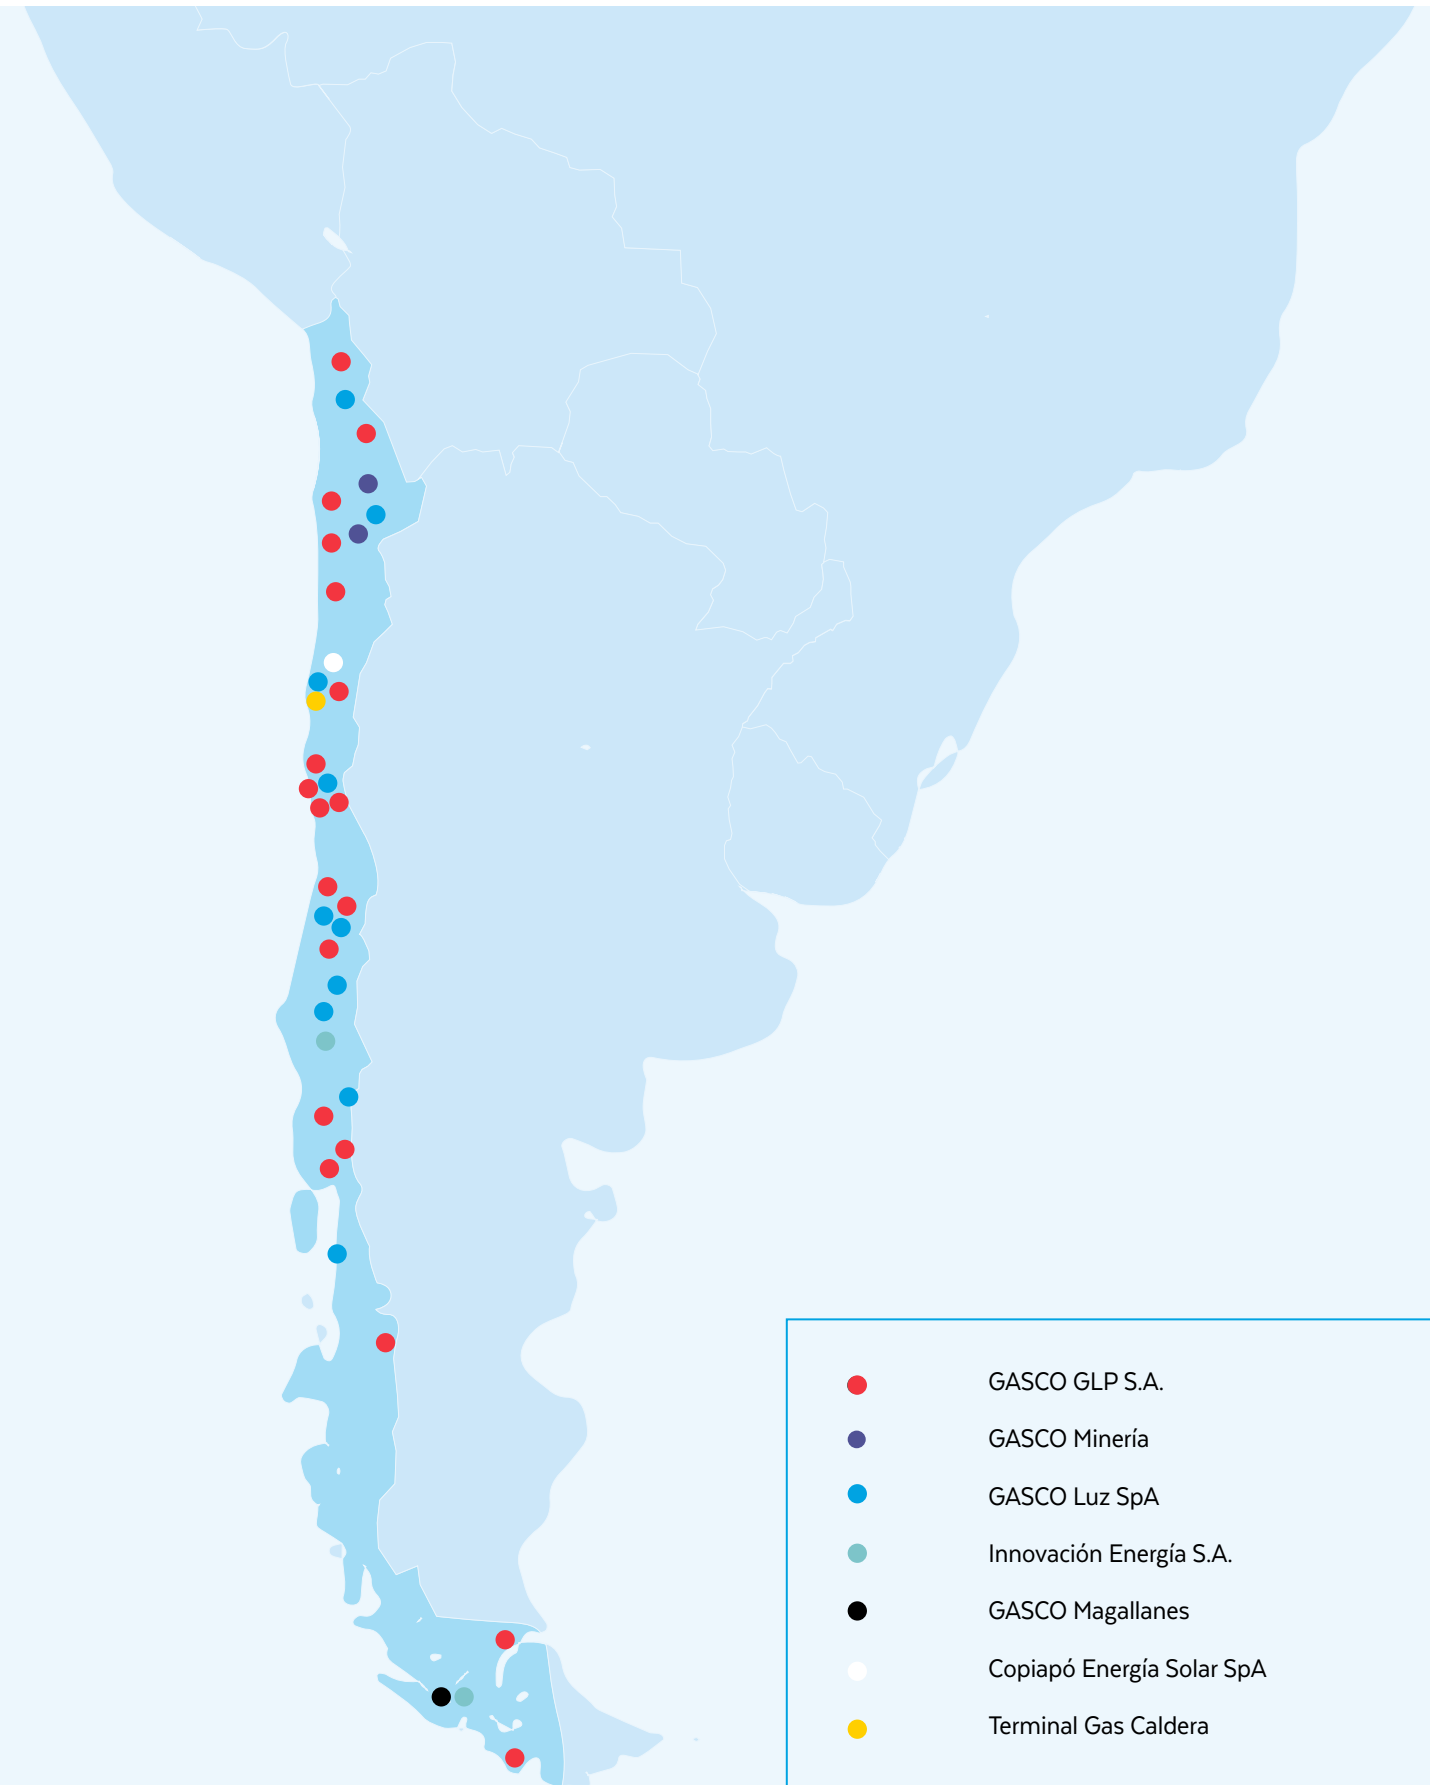 GASCO GLP S.A.
GASCO Minería
GASCO Luz SpA
Innovación Energía S.A.
GASCO Magallanes
Copiapó Energía Solar SpA
Terminal Gas Caldera